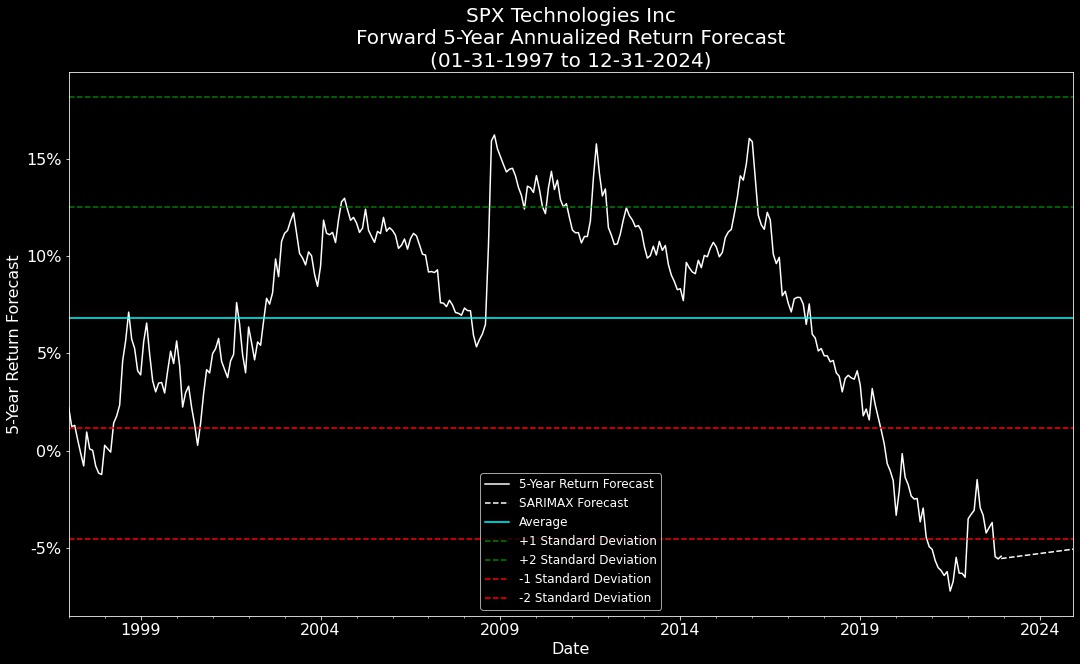 SPX Technologies Inc
Forward 5-Year Annualized Return Forecast
(01-31-1997 to 12-31-2024)
5-Year Return Forecast
15%
10%
5%
0%
-5%
5-Year Return Forecast
SARIMAX Forecast
Average
+1 Standard Deviation
+2 Standard Deviation
-1 Standard Deviation
-2 Standard Deviation
1999
2004
2009
2014
2019
2024
Date